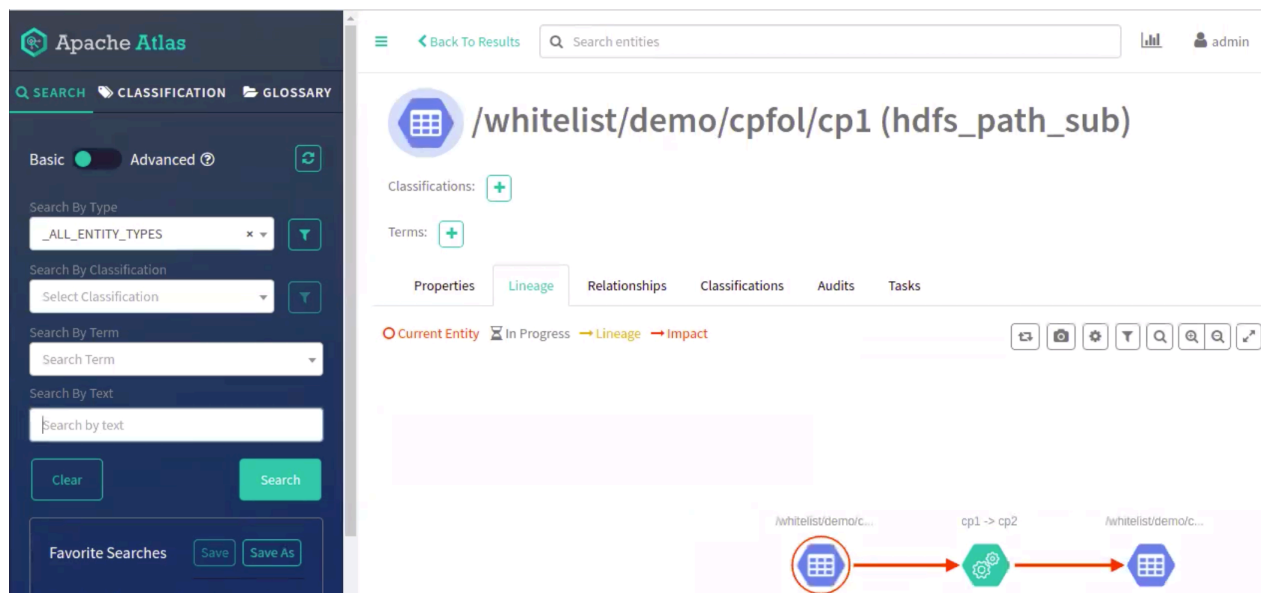 Apache Atlas
SEARCH CLASSIFICATION GLOSSARY
Basic Advanced
Search By Type
_ALL_ENTITY_TYPES
Search By Classification
Select Classification
Search By Term
Search Term
Search By Text
Search by text
Clear Search
Favorite Searches Save Save As
Back To Results Search entities admin
/whitelist/demo/cpfol/cp1 (hdfs_path_sub)
Classifications:
Terms:
Properties Lineage Relationships Classifications Audits Tasks
Current Entity In Progress Lineage Impact
/whitelist/demo/c... cp1 -> cp2 /whitelist/demo/c...